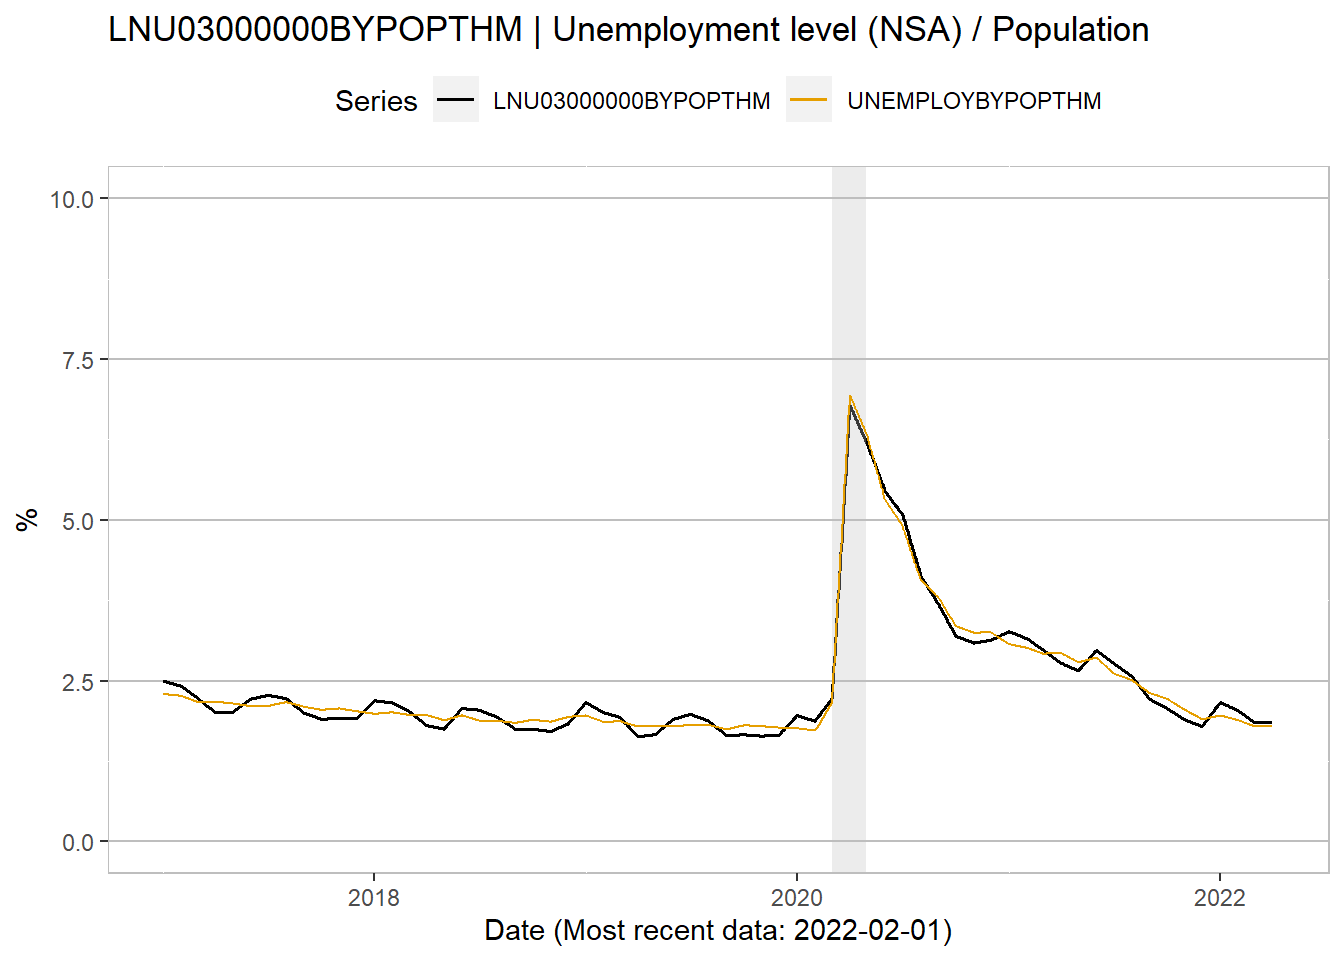 LNU03000000BYPOPTHM | Unemployment level (NSA) / Population
Series LNU03000000BYPOPTHM UNEMPLOYBYPOPTHM
10.0
7.5
5.0
2.5
0.0
%
2018 2020 2022
Date (Most recent data: 2022-02-01)